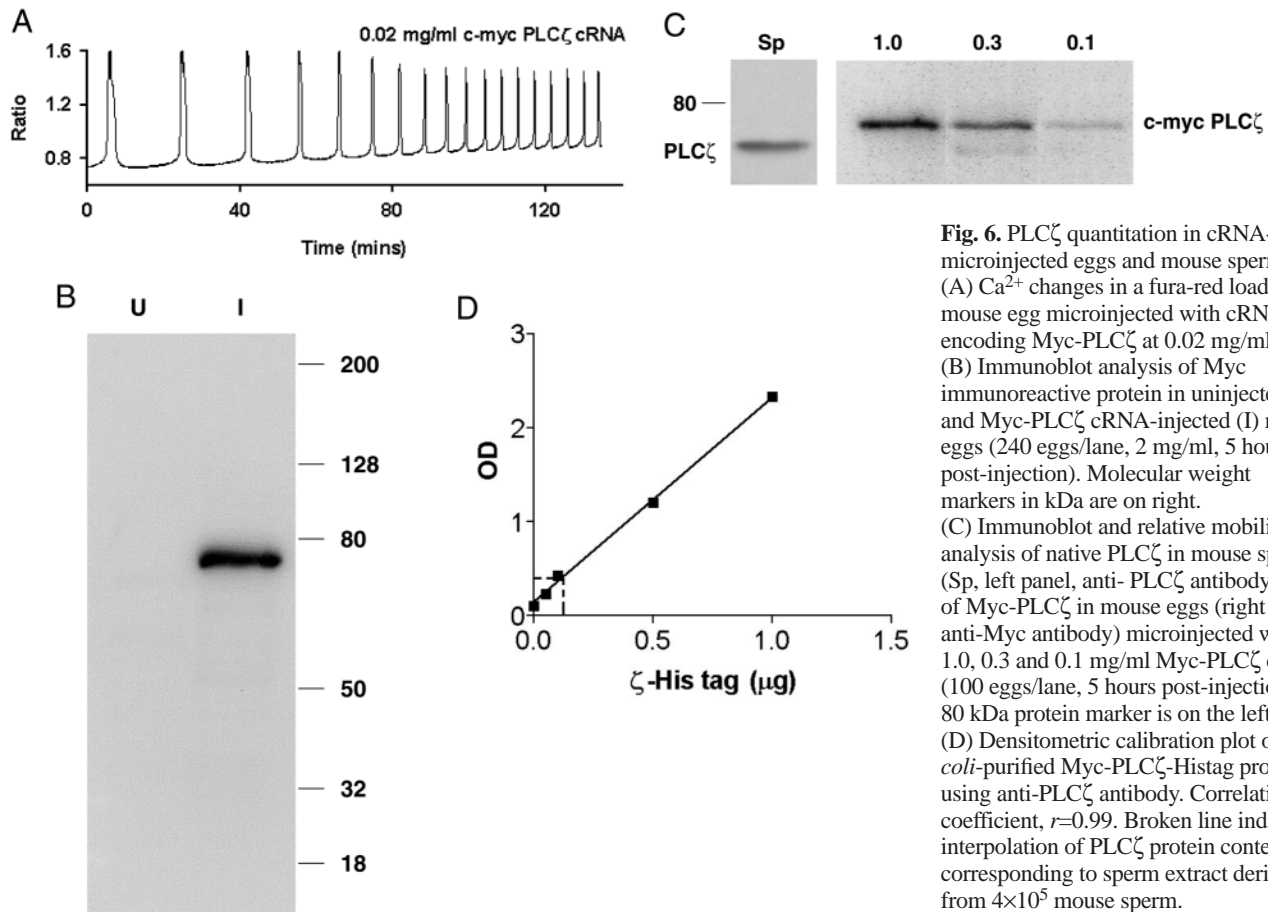 A
0.02 mg/ml c-myc PLCζ cRNA
1.6
1.2
0.8
Ratio
0 40 80 120
Time (mins)
C
Sp 1.0 0.3 0.1
80
PLCζ
c-myc PLCζ
B
U I
200
128
80
50
32
18
D
3
2
1
0
OD
0.0 0.5 1.0 1.5
ζ-His tag (μg)
Fig. 6. PLCζ quantitation in cRNA-
microinjected eggs and mouse sperm
(A) Ca2+ changes in a fura-red load
mouse egg microinjected with cRN
encoding Myc-PLCζ at 0.02 mg/ml
(B) Immunoblot analysis of Myc
immunoreactive protein in uninjecte
and Myc-PLCζ cRNA-injected (I) r
eggs (240 eggs/lane, 2 mg/ml, 5 hou
post-injection). Molecular weight
markers in kDa are on right.
(C) Immunoblot and relative mobili
analysis of native PLCζ in mouse sp
(Sp, left panel, anti- PLCζ antibody
of Myc-PLCζ in mouse eggs (right
anti-Myc antibody) microinjected w
1.0, 0.3 and 0.1 mg/ml Myc-PLCζ c
(100 eggs/lane, 5 hours post-injectio
80 kDa protein marker is on the left
(D) Densitometric calibration plot o
coli-purified Myc-PLCζ-Histag pro
using anti-PLCζ antibody. Correlati
coefficient, r=0.99. Broken line ind
interpolation of PLCζ protein conte
corresponding to sperm extract deri
from 4×10⁵ mouse sperm.